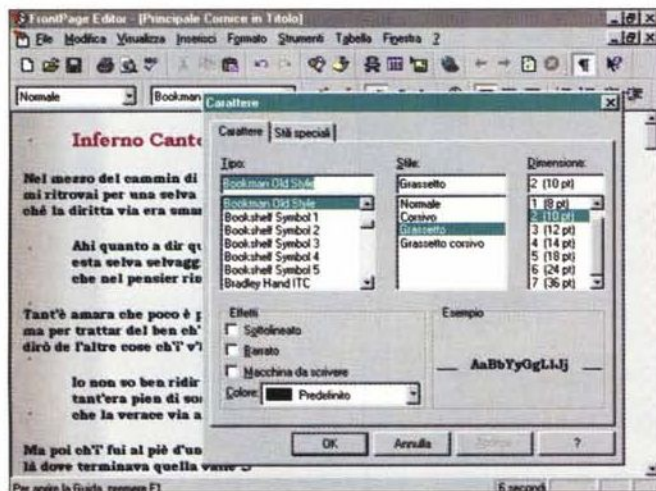 FrontPage Editor - [Principale Cornice in Titolo]
File Modifica Visualizza Inserisci Formato Strumenti Tabella Finestra ?
Normale
Bookman
Carattere
Carattere Stili speciali
Inferno Cant
Tipo: Stile: Dimensione:
Bookman Old Style Grassetto 2 (10 pt)
Bookman Old Style
Bookshelf Symbol 1
Bookshelf Symbol 2
Bookshelf Symbol 3
Bookshelf Symbol 4
Bookshelf Symbol 5
Bradley Hand ITC
Normale
Corsivo
Grassetto
Grassetto corsivo
1 (8 pt)
2 (10 pt)
3 (12 pt)
4 (14 pt)
5 (18 pt)
6 (24 pt)
7 (36 pt)
Effetti
Sottolineato
Barrato
Macchina da scrivere
Colore: Predefinito
Esempio
AaBbYyGgLlJj
OK Annulla Applica ?
Nel mezzo del cammin di
mi ritrovai per una selva
ché la diritta via era smar
Ahi quanto a dir qu
esta selva selvagg
che nel pensier rin
Tant'è amara che poco è p
ma per trattar del ben ch'
dirò de l'altre cose ch'i' v'
Io non so ben ridir
tant'era pien di so
che la verace via a
Ma poi ch'i' fui al piè d'un
là dove terminava quella valle
Per aprire la Guida, premere F1
6 secondi